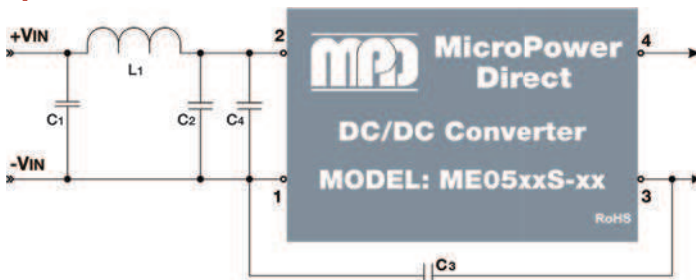 +VIN
L1
C1
C2
C4
-VIN
2
1
MPD
MicroPower
Direct
DC/DC Converter
MODEL: ME05xxS-xx
RoHS
4
3
C3